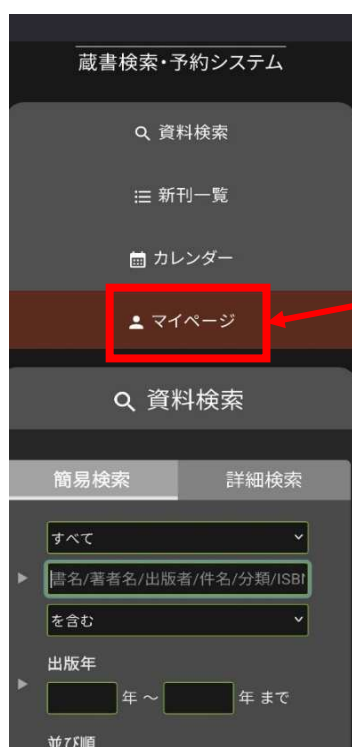 蔵書検索・予約システム
資料検索
新刊一覧
カレンダー
マイページ
資料検索
簡易検索 詳細検索
すべて
書名/著者名/出版者/件名/分類/ISBN
を含む
出版年
年 ～ 年 まで
並び順